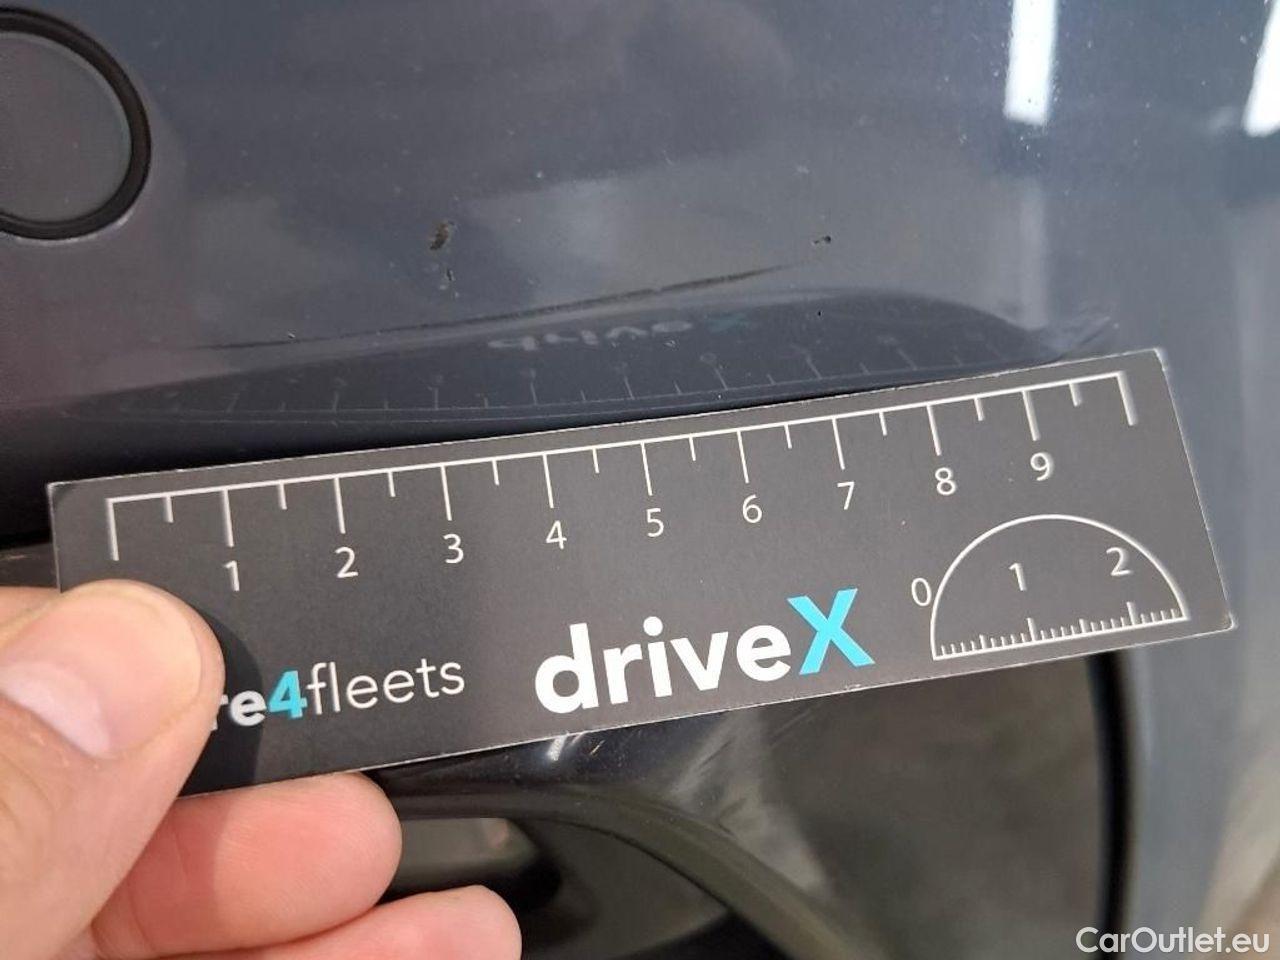 1 2 3 4 5 6 7 8 9
0 1 2
re4fleets
driveX
CarOutlet.eu